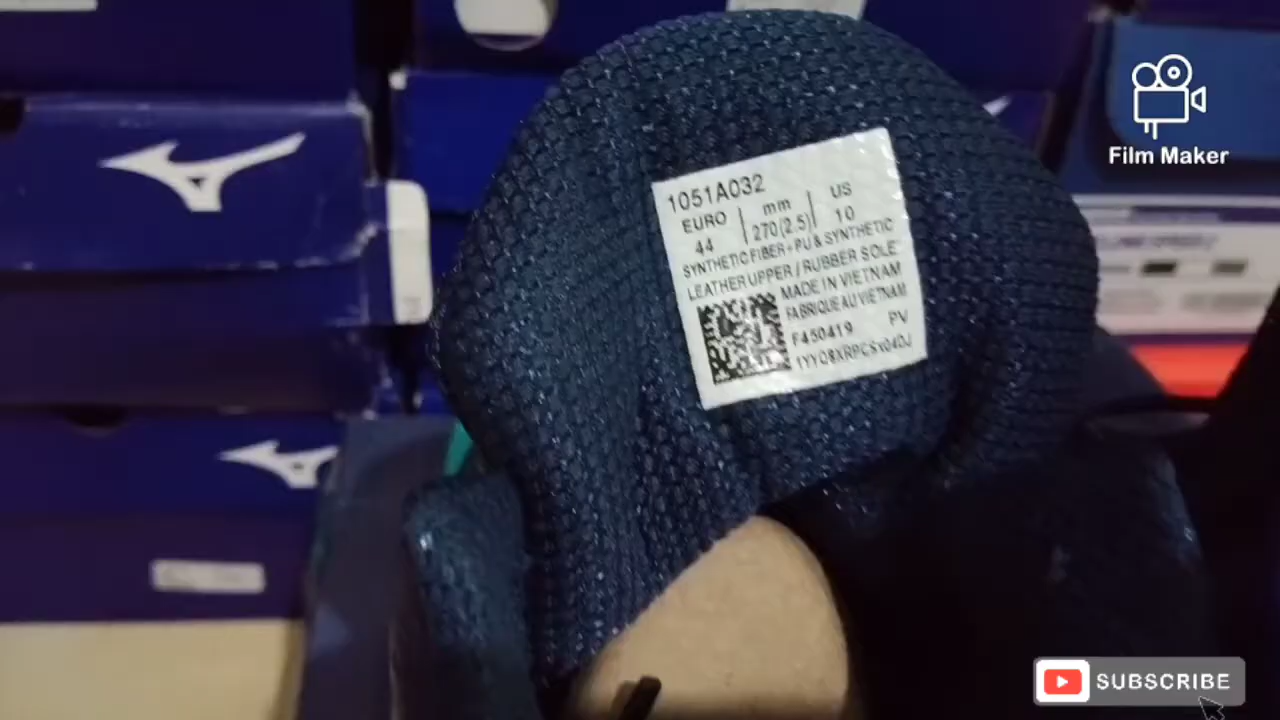 Film Maker
1051A032
EURO mm US
44 270(2.5) 10
SYNTHETIC FIBER+PU & SYNTHETIC
LEATHER UPPER / RUBBER SOLE
MADE IN VIETNAM
FABRIQUE AU VIETNAM
F450419 PV
SUBSCRIBE